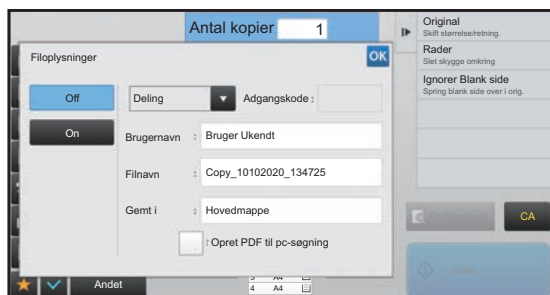 Antal kopier 1
Original
Skift størrelse/retning.
Rader
Slet skygge omkring
Ignorer Blank side
Spring blank side over i orig.
Filoplysninger
OK
Off
On
Deling
Adgangskode :
Brugernavn : Bruger Ukendt
Filnavn : Copy_10102020_134725
Gemt i : Hovedmappe
: Opret PDF til pc-søgning
CA
Start
Andet
3 A4
4 A4